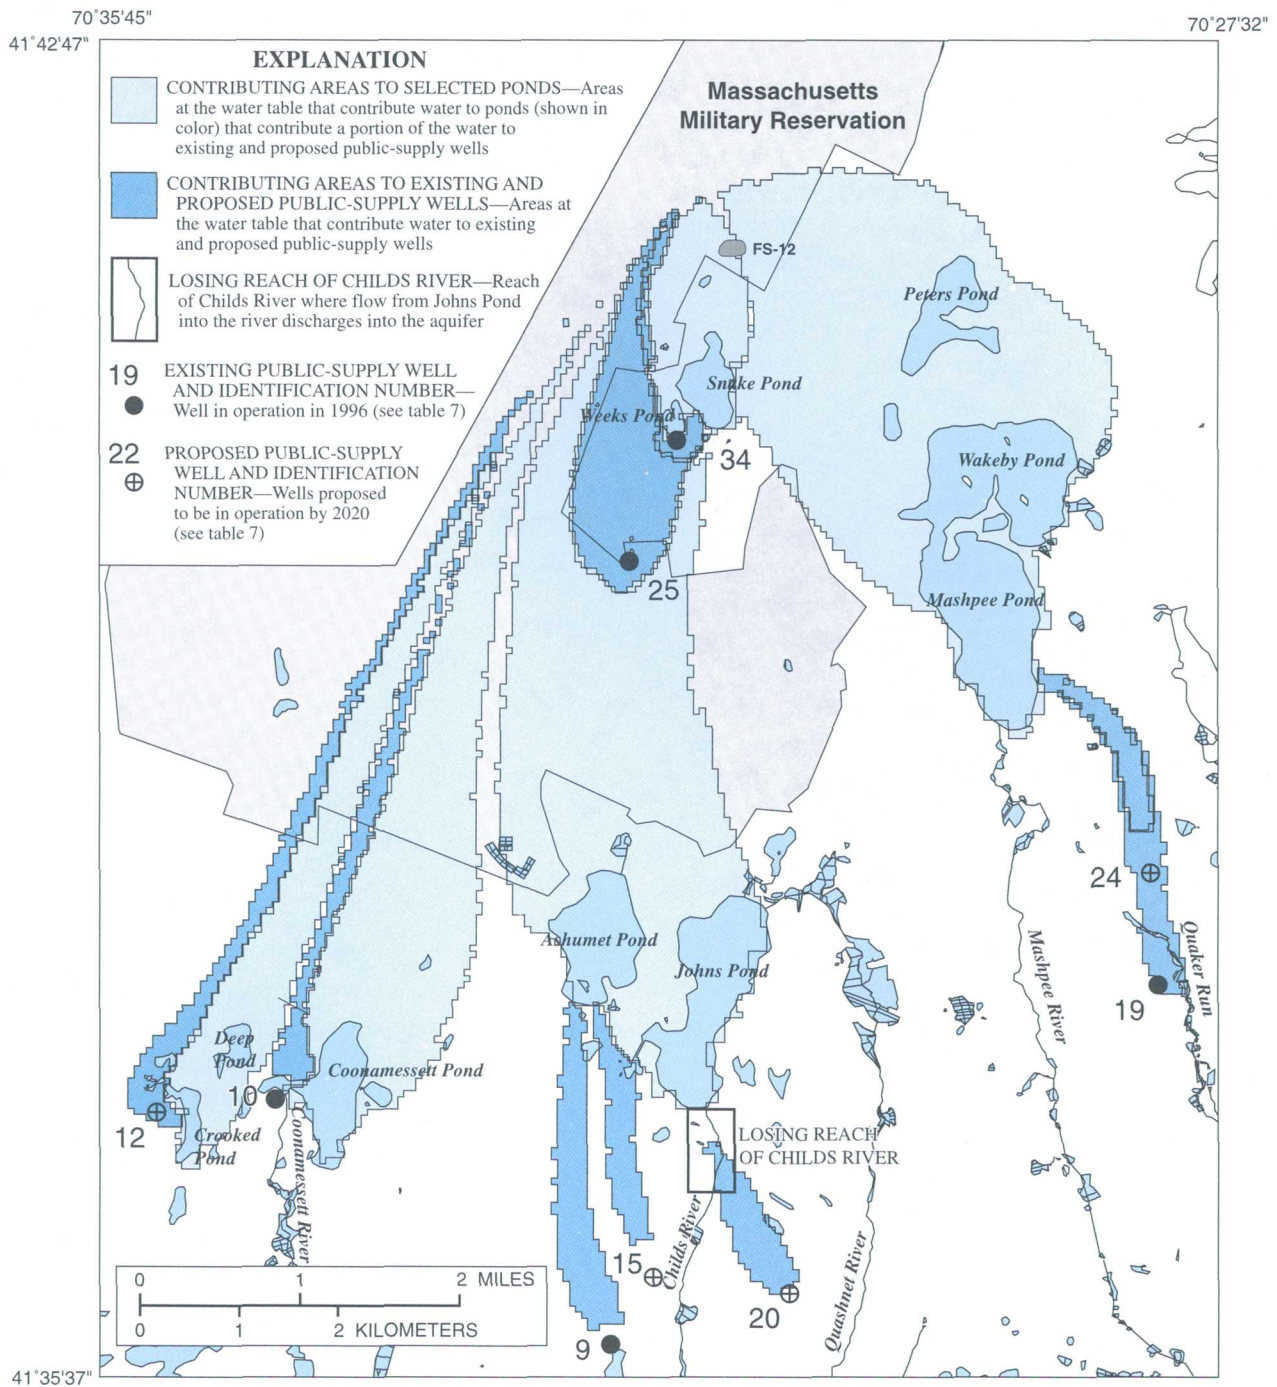 70°35'45"
70°27'32"
41°42'47"
EXPLANATION
CONTRIBUTING AREAS TO SELECTED PONDS—Areas
at the water table that contribute water to ponds (shown in
color) that contribute a portion of the water to
existing and proposed public-supply wells
CONTRIBUTING AREAS TO EXISTING AND
PROPOSED PUBLIC-SUPPLY WELLS—Areas at
the water table that contribute water to existing
and proposed public-supply wells
LOSING REACH OF CHILDS RIVER—Reach
of Childs River where flow from Johns Pond
into the river discharges into the aquifer
19
EXISTING PUBLIC-SUPPLY WELL
AND IDENTIFICATION NUMBER—
Well in operation in 1996 (see table 7)
22
PROPOSED PUBLIC-SUPPLY
WELL AND IDENTIFICATION
NUMBER—Wells proposed
to be in operation by 2020
(see table 7)
Massachusetts
Military Reservation
FS-12
Peters Pond
Snake Pond
Weeks Pond
34
Wakeby Pond
25
Mashpee Pond
24
Ashumet Pond
Johns Pond
Mashpee River
Quaker Run
19
Deep
Pond
Coonamessett Pond
10
12
Crooked
Pond
Coonamessett River
LOSING REACH
OF CHILDS RIVER
Childs River
Quashnet River
15
20
9
0 1 2 MILES
0 1 2 KILOMETERS
41°35'37"